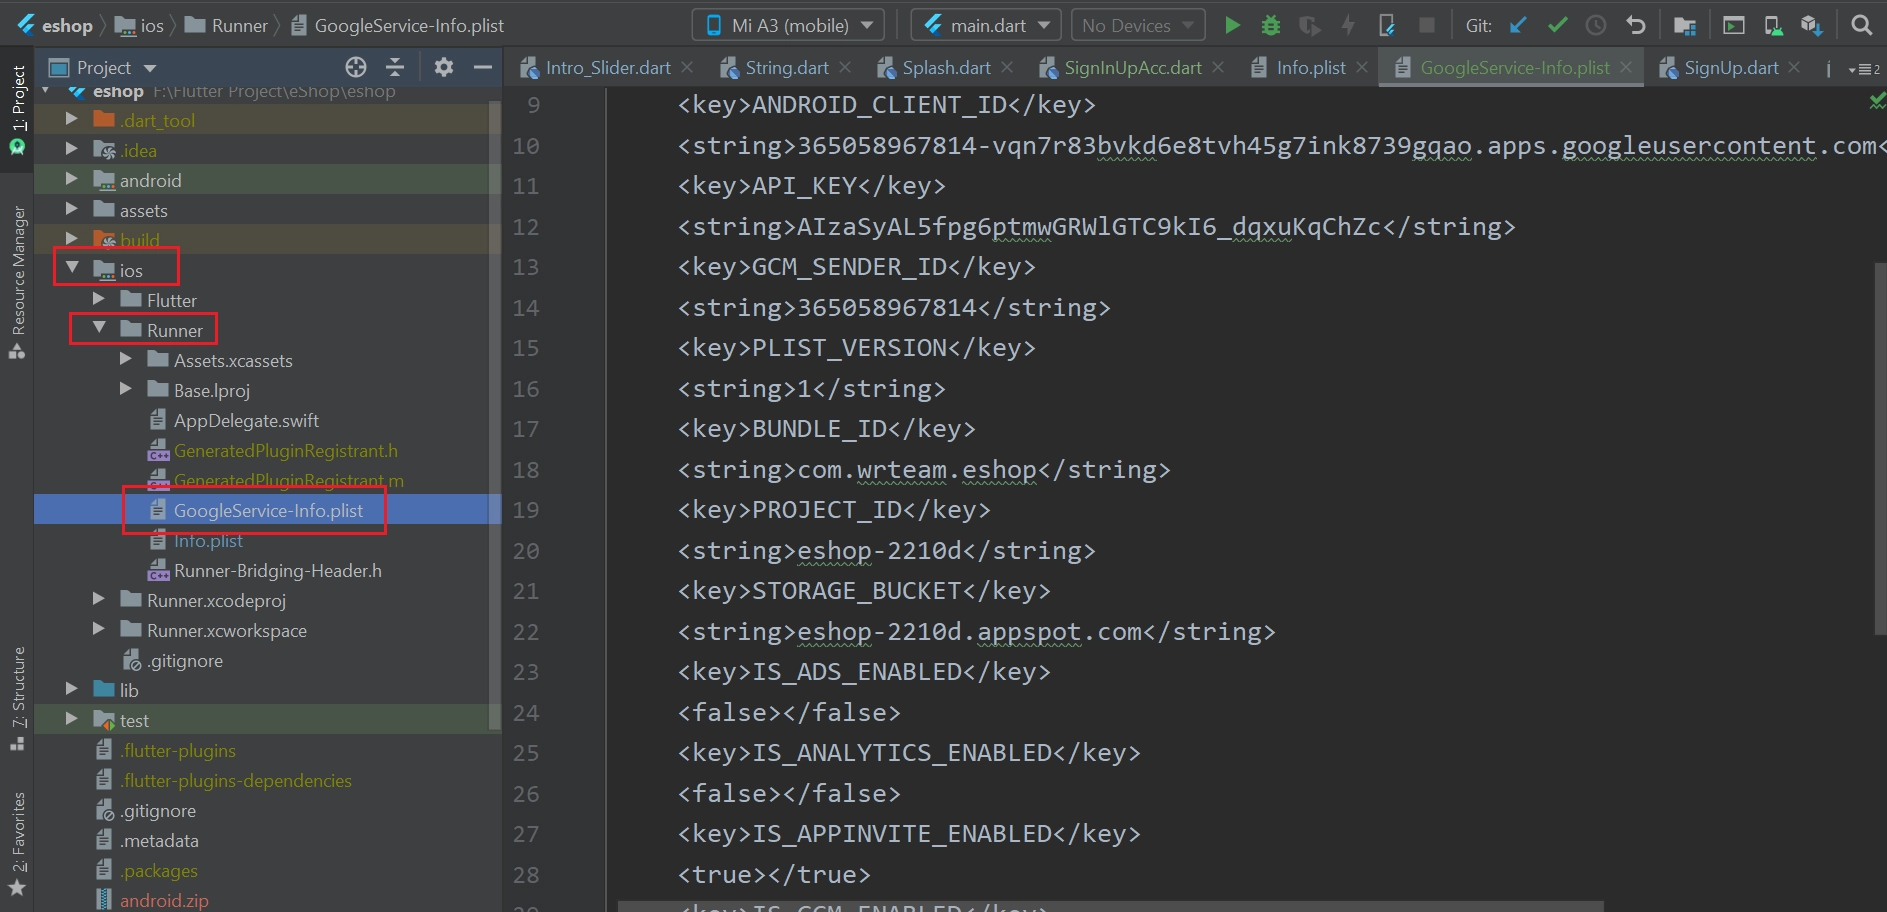 eshop
ios
Runner
GoogleService-Info.plist
Mi A3 (mobile)
main.dart
No Devices
Git:
Project
Intro_Slider.dart
String.dart
Splash.dart
SignInUpAcc.dart
Info.plist
GoogleService-Info.plist
SignUp.dart
2
1: Project
Resource Manager
7: Structure
2: Favorites
eshop F:\Flutter Project\eShop\eshop
.dart_tool
.idea
android
assets
build
ios
Flutter
Runner
Assets.xcassets
Base.lproj
AppDelegate.swift
GeneratedPluginRegistrant.h
GeneratedPluginRegistrant.m
GoogleService-Info.plist
Info.plist
Runner-Bridging-Header.h
Runner.xcodeproj
Runner.xcworkspace
.gitignore
lib
test
.flutter-plugins
.flutter-plugins-dependencies
.gitignore
.metadata
.packages
android.zip
9 <key>ANDROID_CLIENT_ID</key>
10 <string>365058967814-vqn7r83bvkd6e8tvh45g7ink8739gqao.apps.googleusercontent.com<
11 <key>API_KEY</key>
12 <string>AIzaSyAL5fpg6ptmwGRWlGTC9kI6_dqxuKqChZc</string>
13 <key>GCM_SENDER_ID</key>
14 <string>365058967814</string>
15 <key>PLIST_VERSION</key>
16 <string>1</string>
17 <key>BUNDLE_ID</key>
18 <string>com.wrteam.eshop</string>
19 <key>PROJECT_ID</key>
20 <string>eshop-2210d</string>
21 <key>STORAGE_BUCKET</key>
22 <string>eshop-2210d.appspot.com</string>
23 <key>IS_ADS_ENABLED</key>
24 <false></false>
25 <key>IS_ANALYTICS_ENABLED</key>
26 <false></false>
27 <key>IS_APPINVITE_ENABLED</key>
28 <true></true>
29 <key>IS_GCM_ENABLED</key>